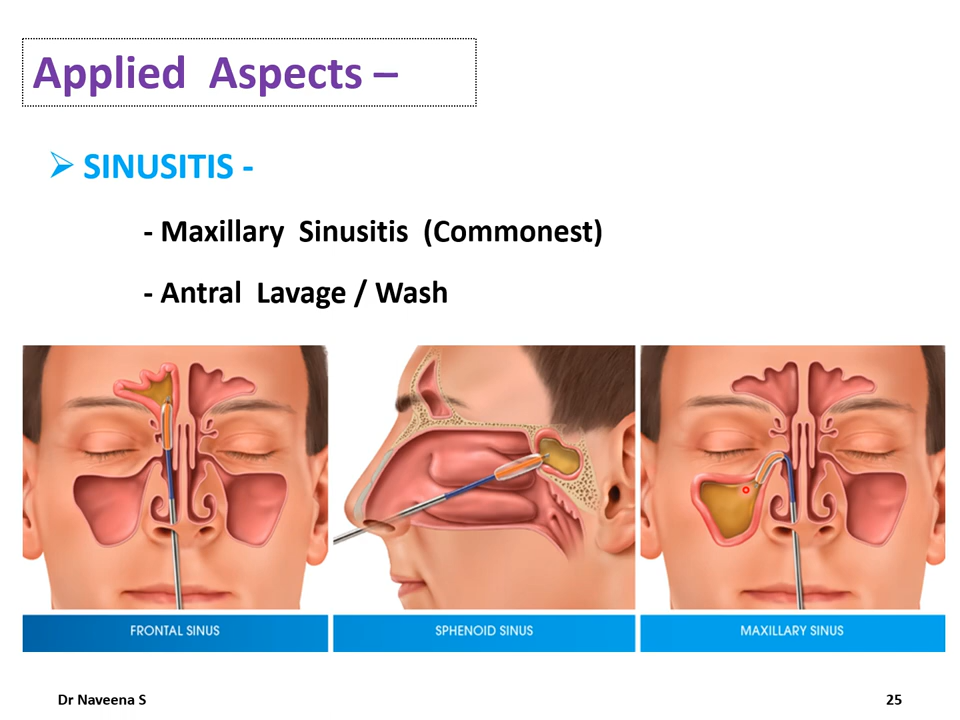 Applied Aspects –
➢ SINUSITIS -
- Maxillary Sinusitis (Commonest)
- Antral Lavage / Wash
FRONTAL SINUS
SPHENOID SINUS
MAXILLARY SINUS
Dr Naveena S
25